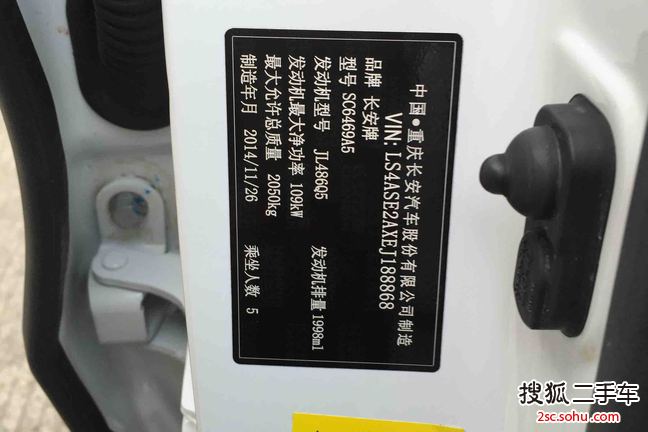 中国•重庆长安汽车股份有限公司制造
VIN: LS4ASB2AXEJ188868
品牌 长安牌
型号 SC6469A5
发动机型号 JL486Q5 发动机排量 1998ml
发动机最大净功率 109kW
最大允许总质量 2050kg
制造年月 2014/11/26 乘坐人数 5
搜狐二手车
2sc.sohu.com